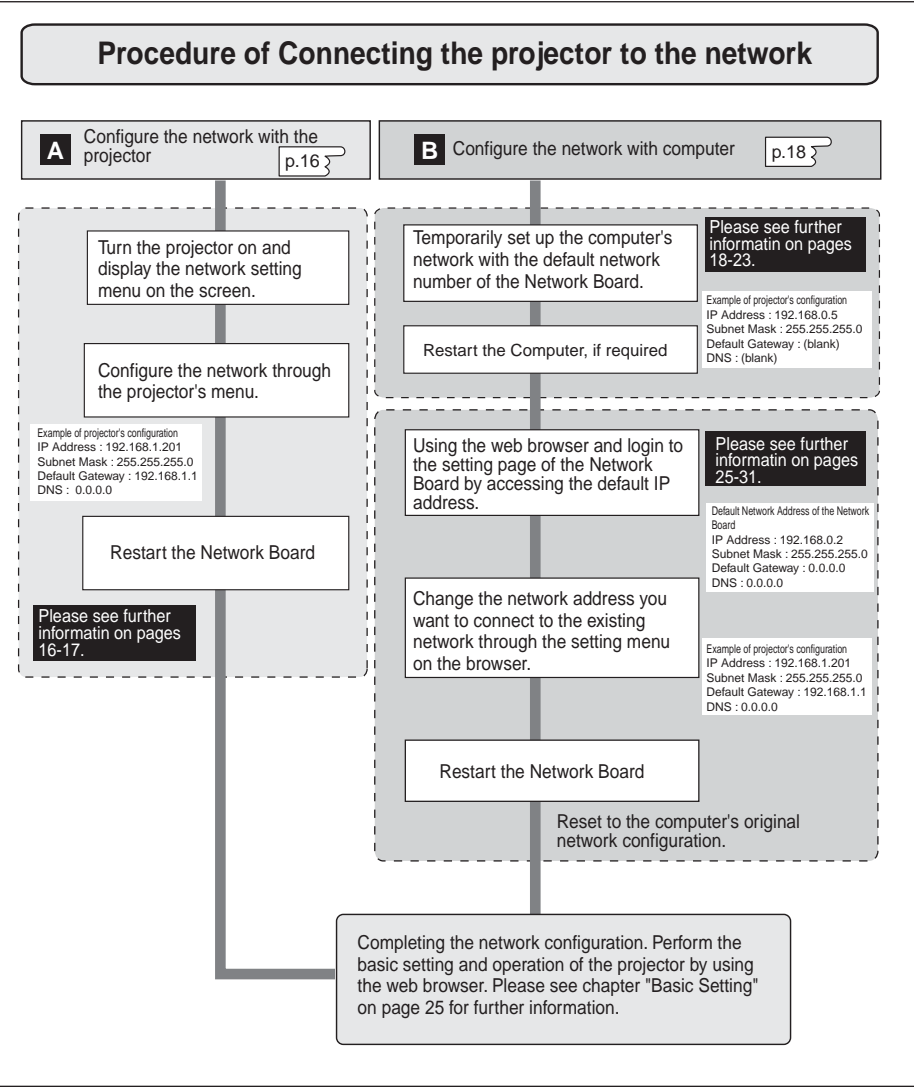 Procedure of Connecting the projector to the network
A
Configure the network with the
projector
p.16
Turn the projector on and
display the network setting
menu on the screen.
Configure the network through
the projector's menu.
Example of projector's configuration
IP Address : 192.168.1.201
Subnet Mask : 255.255.255.0
Default Gateway : 192.168.1.1
DNS :  0.0.0.0
Restart the Network Board
Please see further
informatin on pages
16-17.
B
Configure the network with computer
p.18
Temporarily set up the computer's
network with the default network
number of the Network Board.
Please see further
informatin on pages
18-23.
Example of projector's configuration
IP Address : 192.168.0.5
Subnet Mask : 255.255.255.0
Default Gateway : (blank)
DNS : (blank)
Restart the Computer, if required
Using the web browser and login to
the setting page of the Network
Board by accessing the default IP
address.
Please see further
informatin on pages
25-31.
Default Network Address of the Network
Board
IP Address : 192.168.0.2
Subnet Mask : 255.255.255.0
Default Gateway : 0.0.0.0
DNS : 0.0.0.0
Change the network address you
want to connect to the existing
network through the setting menu
on the browser.
Example of projector's configuration
IP Address : 192.168.1.201
Subnet Mask : 255.255.255.0
Default Gateway : 192.168.1.1
DNS : 0.0.0.0
Restart the Network Board
Reset to the computer's original
network configuration.
Completing the network configuration. Perform the
basic setting and operation of the projector by using
the web browser. Please see chapter "Basic Setting"
on page 25 for further information.